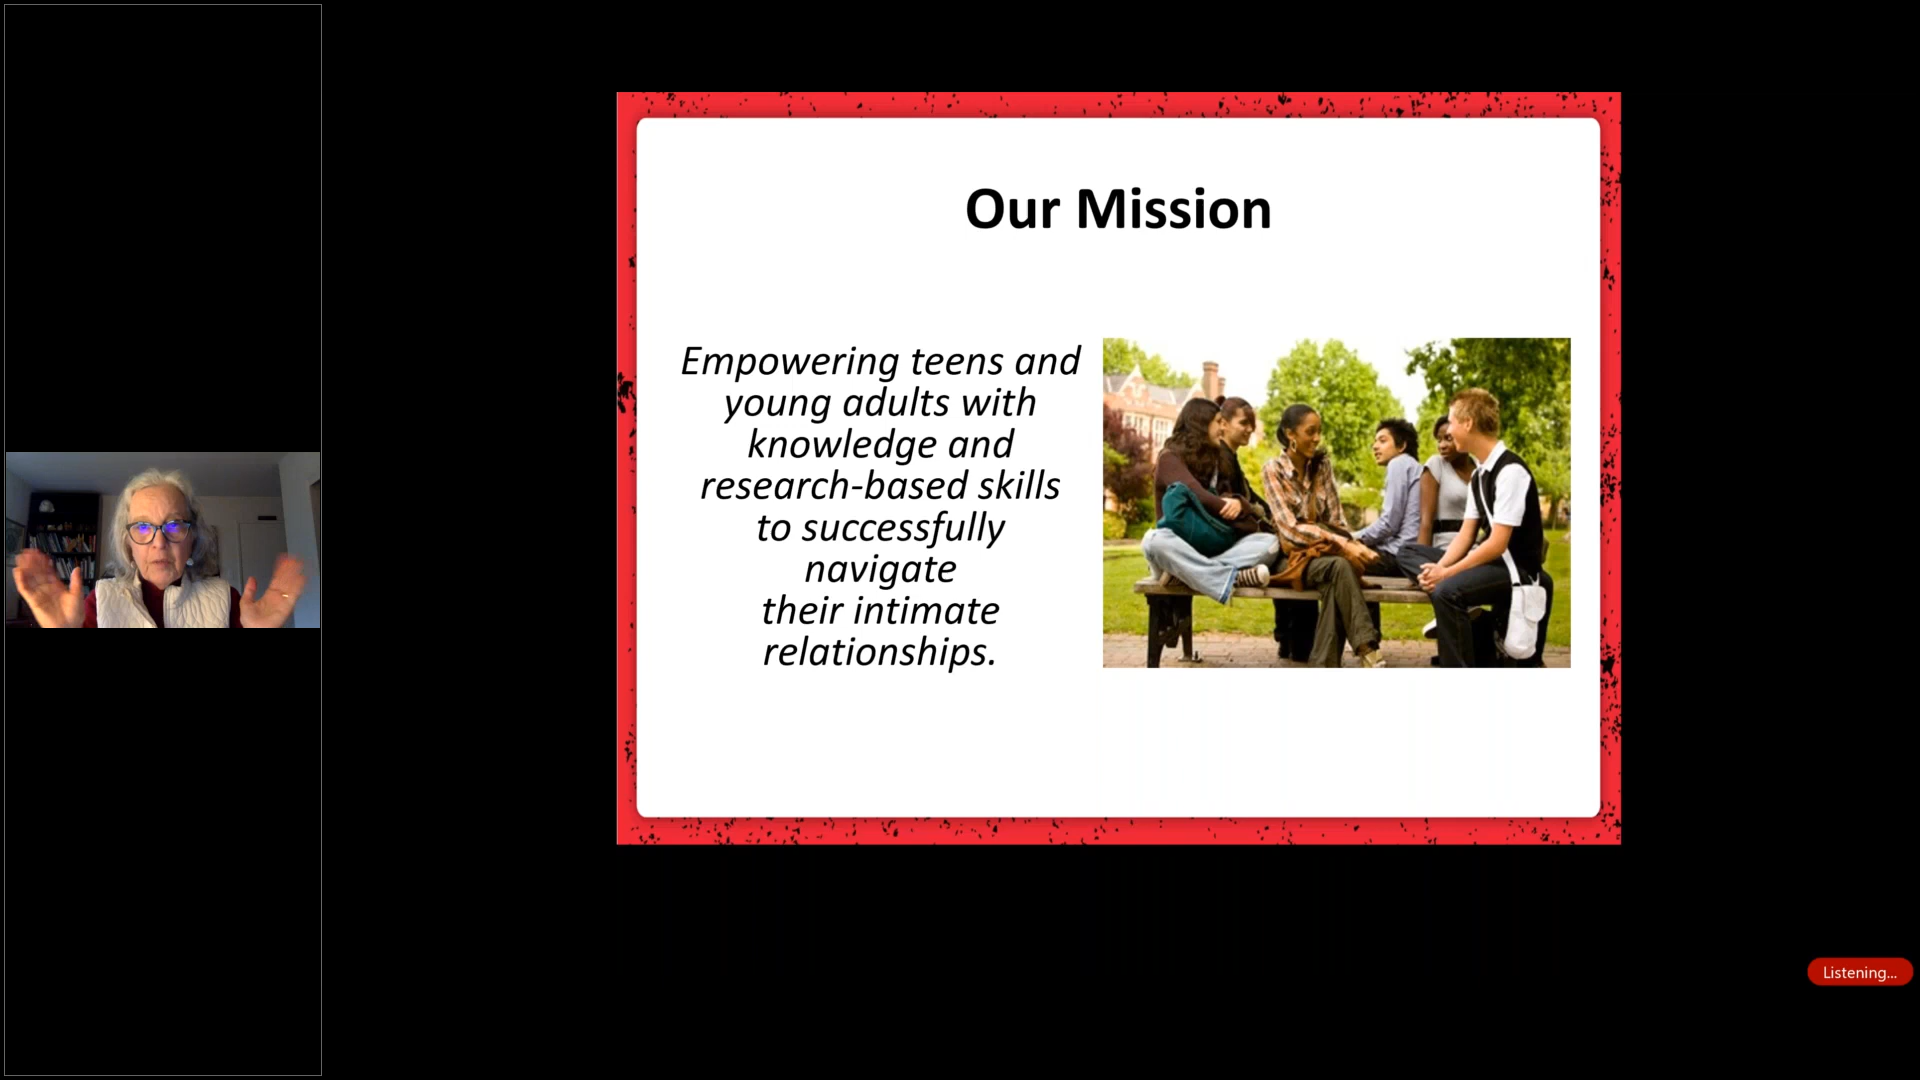 Our Mission
Empowering teens and
young adults with
knowledge and
research-based skills
to successfully
navigate
their intimate
relationships.
Listening...